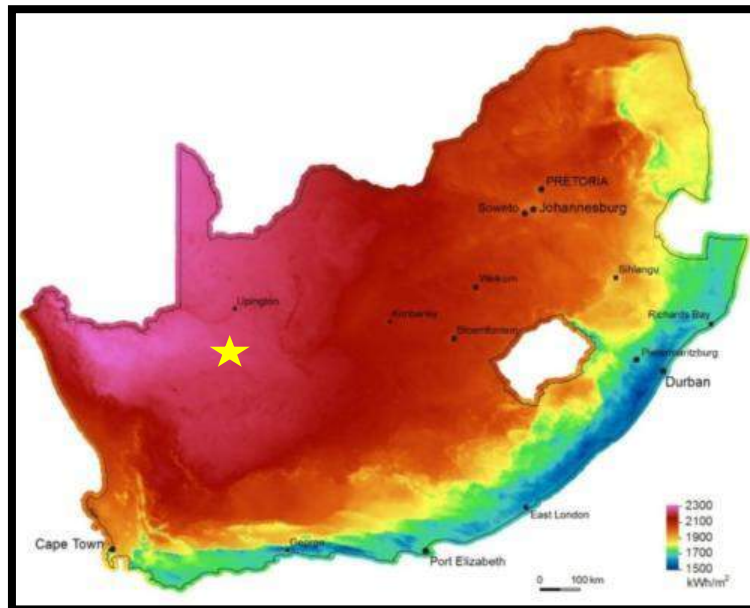 PRETORIA
Soweto
Johannesburg
Sihlangu
Welkom
Upington
Kimberley
Bloemfontein
Richards Bay
Pietermaritzburg
Durban
East London
Cape Town
George
Port Elizabeth
0 100 km
2300
2100
1900
1700
1500
kWh/m²